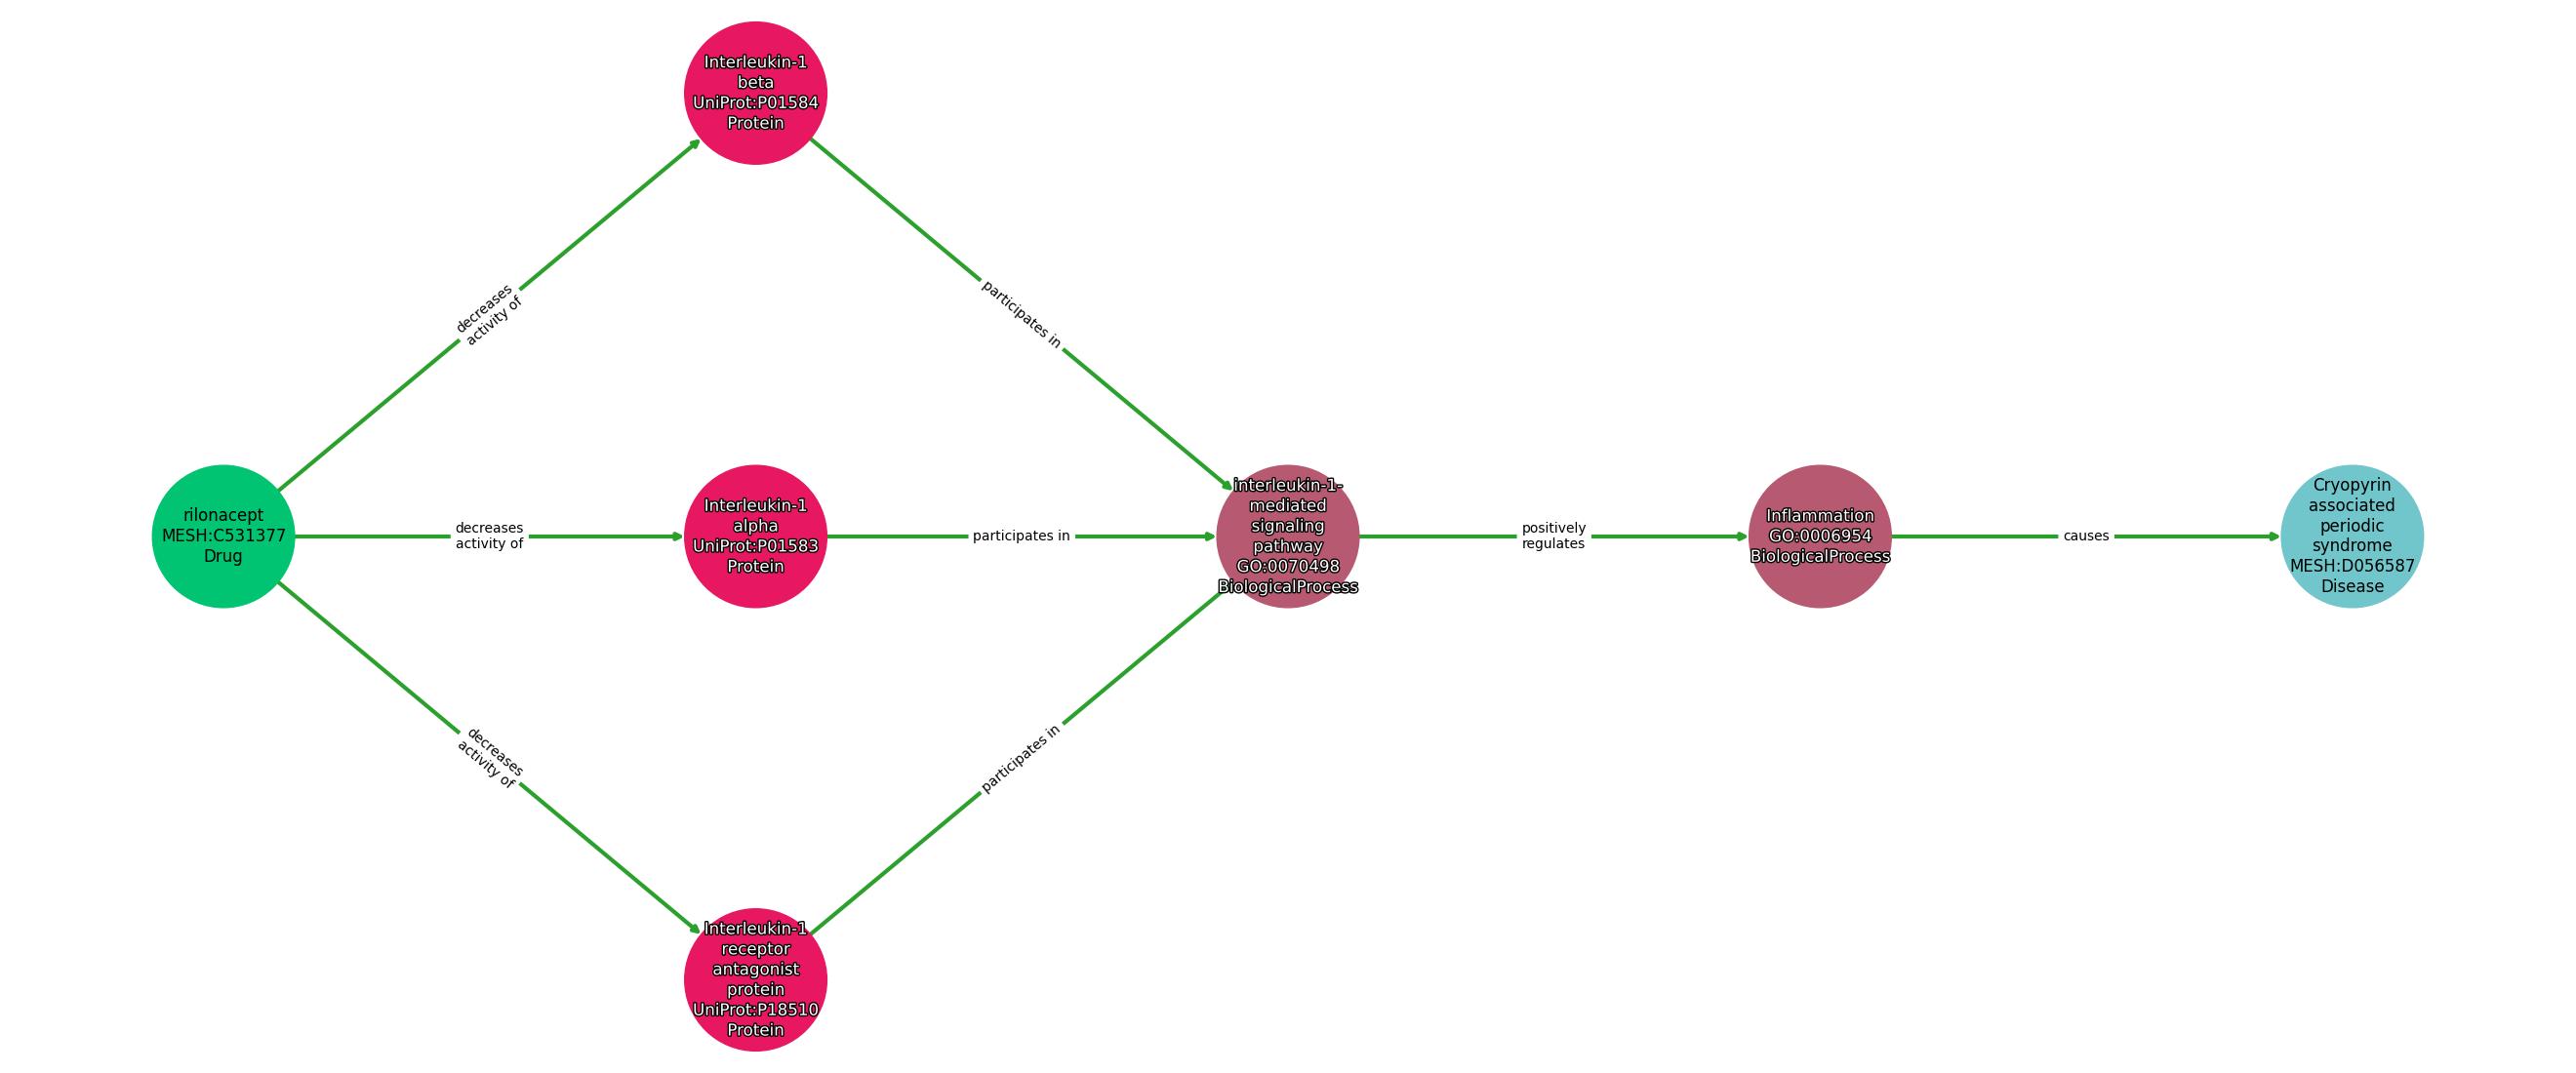 Interleukin-1
beta
UniProt:P01584
Protein
decreases
activity of
participates in
rilonacept
MESH:C531377
Drug
decreases
activity of
Interleukin-1
alpha
UniProt:P01583
Protein
participates in
interleukin-1-
mediated
signaling
pathway
GO:0070498
BiologicalProcess
positively
regulates
Inflammation
GO:0006954
BiologicalProcess
causes
Cryopyrin
associated
periodic
syndrome
MESH:D056587
Disease
decreases
activity of
participates in
Interleukin-1
receptor
antagonist
protein
UniProt:P18510
Protein